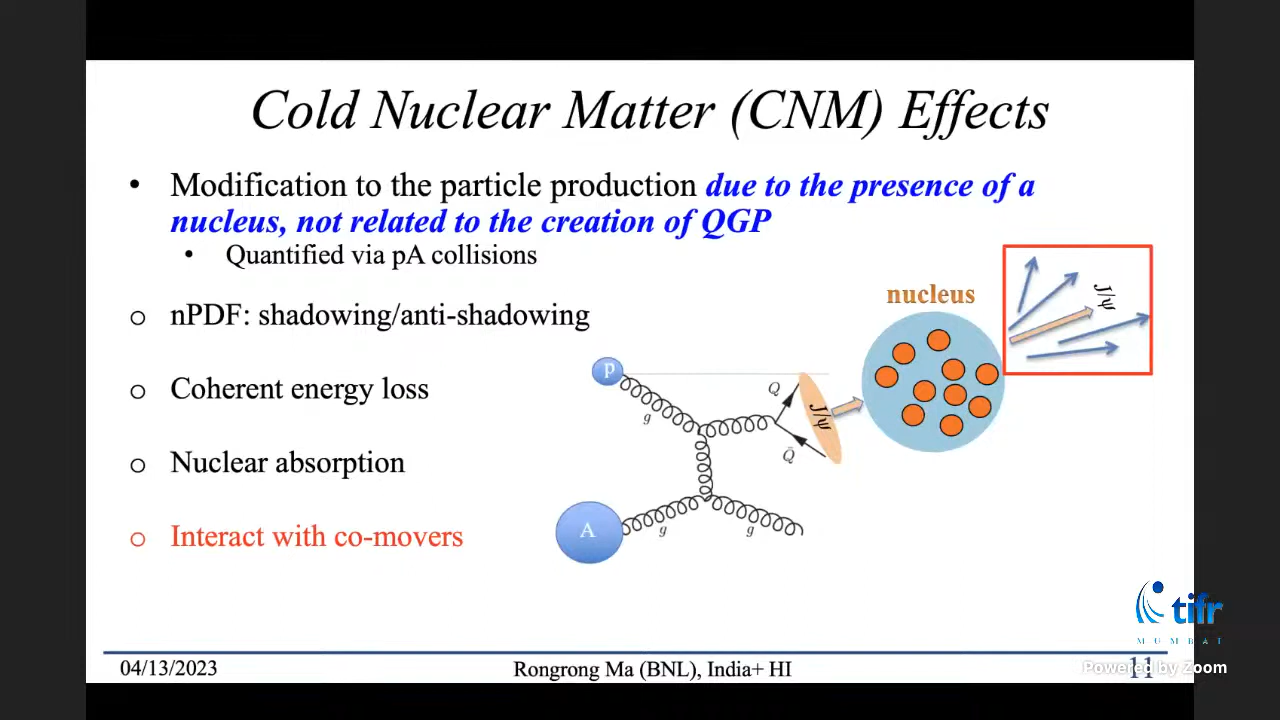 Cold Nuclear Matter (CNM) Effects
• Modification to the particle production due to the presence of a
nucleus, not related to the creation of QGP
• Quantified via pA collisions
o nPDF: shadowing/anti-shadowing
o Coherent energy loss
o Nuclear absorption
o Interact with co-movers
nucleus
J/ψ
p
g
Q
J/ψ
Q̄
A
g
g
tifr
MUMBAI
04/13/2023
Rongrong Ma (BNL), India+ HI
11
Powered by Zoom